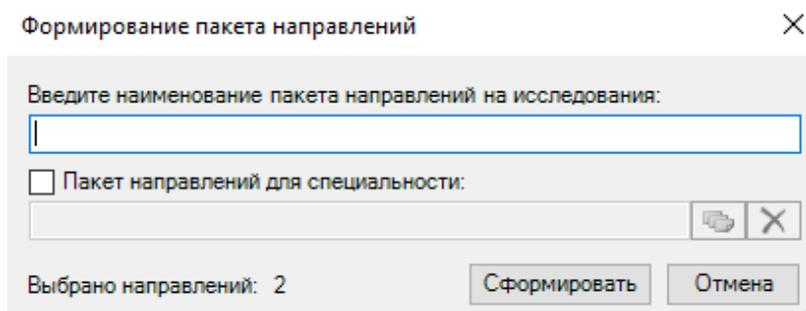 Формирование пакета направлений
Введите наименование пакета направлений на исследования:
Пакет направлений для специальности:
Выбрано направлений: 2 Сформировать Отмена